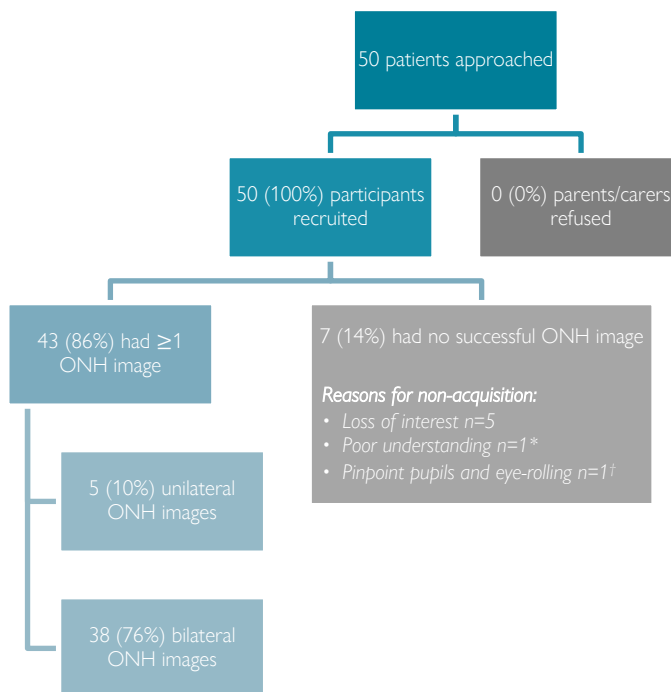 50 patients approached
50 (100%) participants
recruited
0 (0%) parents/carers
refused
43 (86%) had ≥1
ONH image
7 (14%) had no successful ONH image
Reasons for non-acquisition:
• Loss of interest n=5
• Poor understanding n=1*
• Pinpoint pupils and eye-rolling n=1†
5 (10%) unilateral
ONH images
38 (76%) bilateral
ONH images